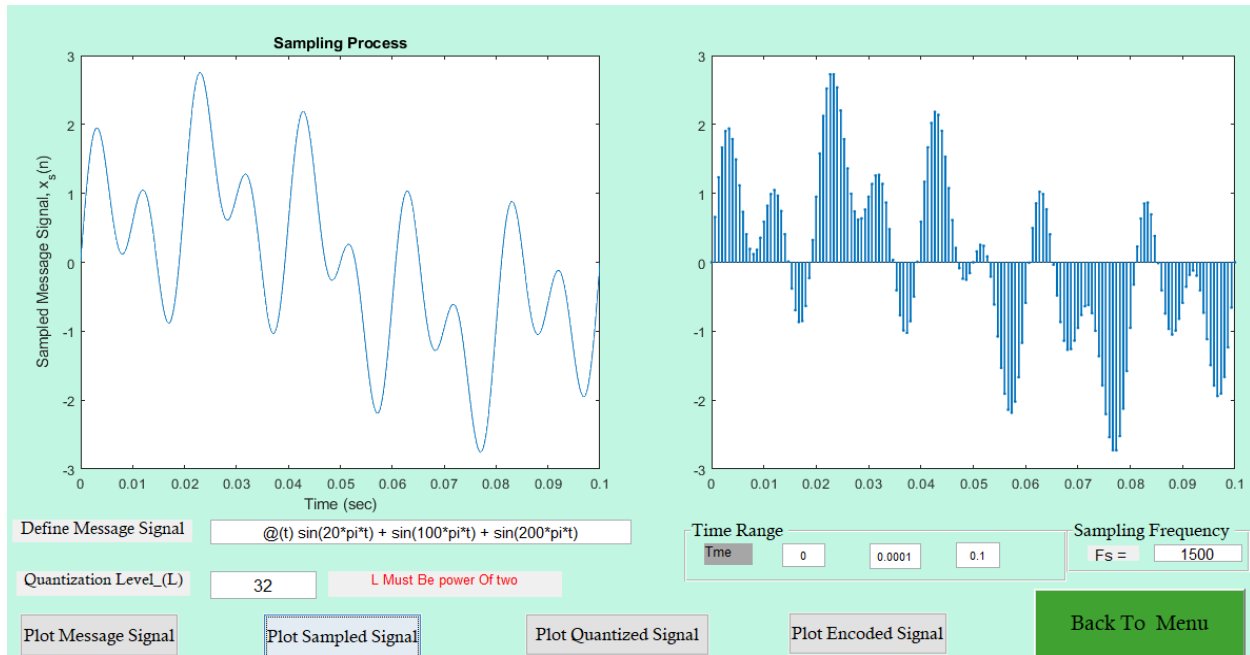 Sampling Process
3
2
1
0
-1
-2
-3
Sampled Message Signal, x_s(n)
0 0.01 0.02 0.03 0.04 0.05 0.06 0.07 0.08 0.09 0.1
Time (sec)
3
2
1
0
-1
-2
-3
0 0.01 0.02 0.03 0.04 0.05 0.06 0.07 0.08 0.09 0.1
Define Message Signal
@(t) sin(20*pi*t) + sin(100*pi*t) + sin(200*pi*t)
Time Range
Tme 0 0.0001 0.1
Sampling Frequency
Fs = 1500
Quantization Level_(L)
32
L Must Be power Of two
Plot Message Signal
Plot Sampled Signal
Plot Quantized Signal
Plot Encoded Signal
Back To Menu